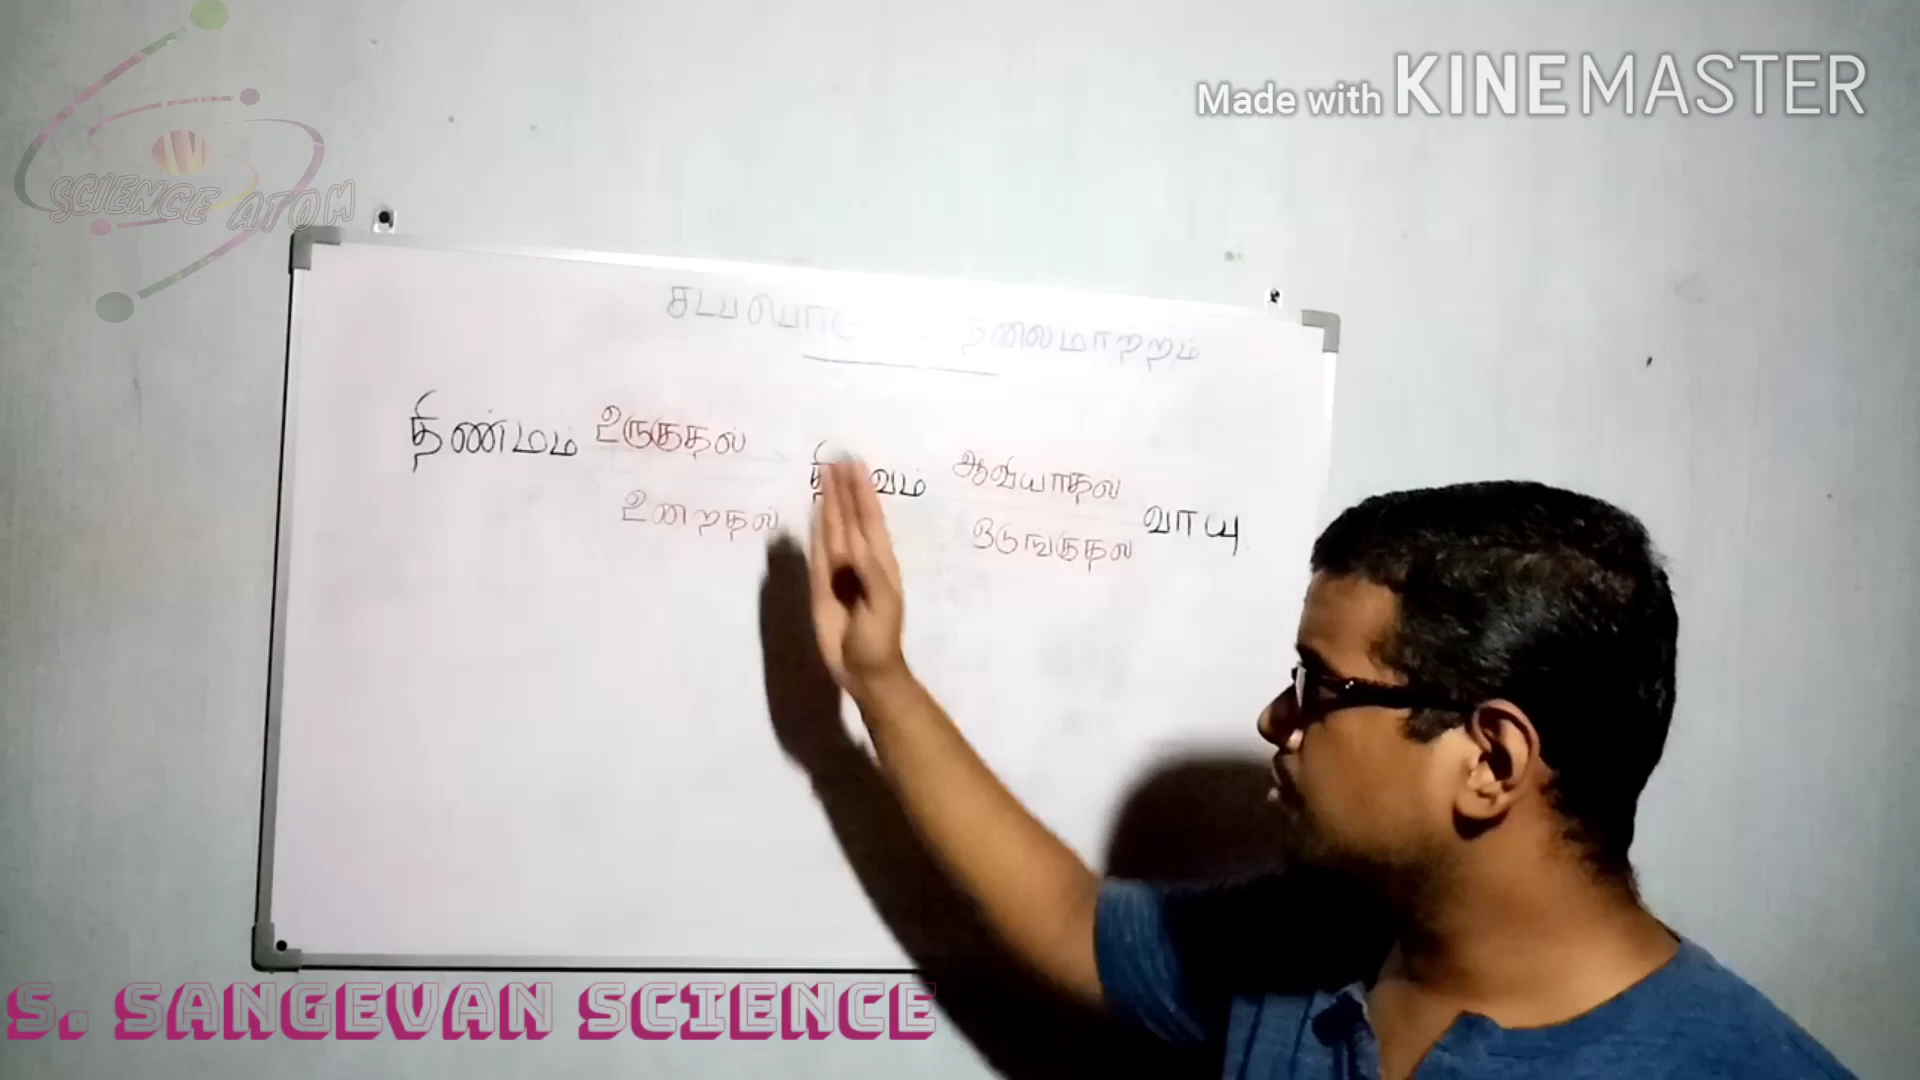 Made with KINEMASTER
SCIENCE ATOM
நிலைமாற்றம்
திண்மம் உருகுதல் ஆவியாதல்
உறைதல் ஒடுங்குதல் வாயு
S. SANGEVAN SCIENCE